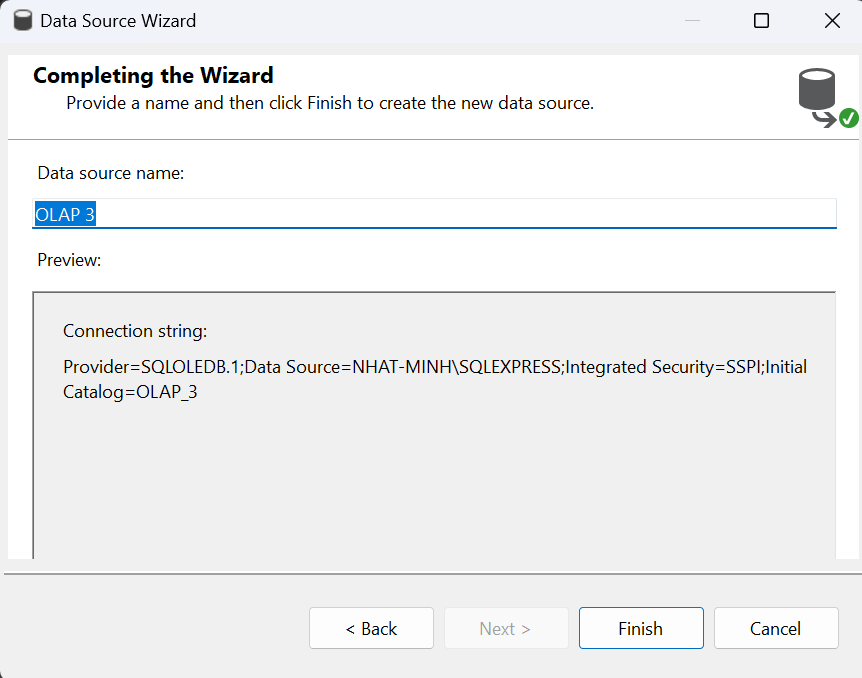 Data Source Wizard
Completing the Wizard
Provide a name and then click Finish to create the new data source.
Data source name:
OLAP 3
Preview:
Connection string:
Provider=SQLOLEDB.1;Data Source=NHAT-MINH\SQLEXPRESS;Integrated Security=SSPI;Initial
Catalog=OLAP_3
< Back
Next >
Finish
Cancel